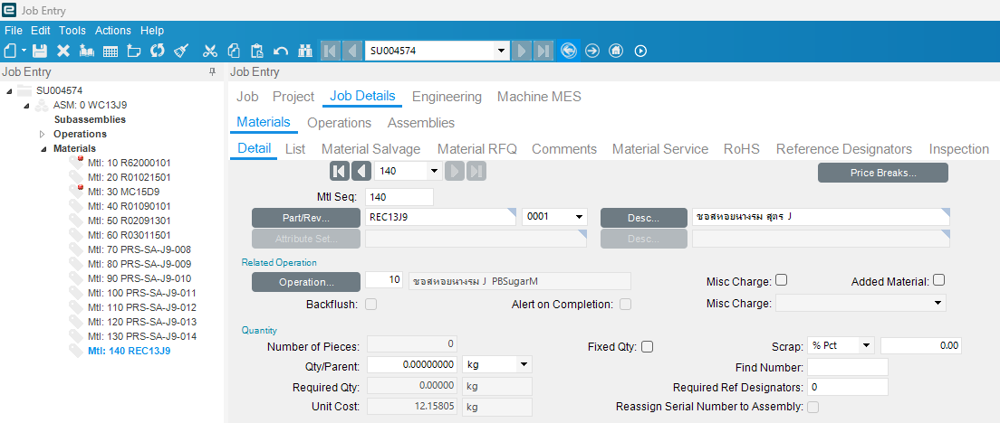 Job Entry
File Edit Tools Actions Help
SU004574
Job Entry
SU004574
ASM: 0 WC13J9
Subassemblies
Operations
Materials
Mtl: 10 R62000101
Mtl: 20 R01021501
Mtl: 30 MC15D9
Mtl: 40 R01090101
Mtl: 50 R02091301
Mtl: 60 R03011501
Mtl: 70 PRS-SA-J9-008
Mtl: 80 PRS-SA-J9-009
Mtl: 90 PRS-SA-J9-010
Mtl: 100 PRS-SA-J9-011
Mtl: 110 PRS-SA-J9-012
Mtl: 120 PRS-SA-J9-013
Mtl: 130 PRS-SA-J9-014
Mtl: 140 REC13J9
Job Entry
Job Project Job Details Engineering Machine MES
Materials Operations Assemblies
Detail List Material Salvage Material RFQ Comments Material Service RoHS Reference Designators Inspection
140 Price Breaks...
Mtl Seq: 140
Part/Rev... REC13J9 0001 Desc... ซอสหอยนางรม สูตร J
Attribute Set... Desc...
Related Operation
Operation... 10 ซอสหอยนางรม J PBSugarM Misc Charge: Added Material:
Backflush: Alert on Completion: Misc Charge:
Quantity
Number of Pieces: 0 Fixed Qty: Scrap: % Pct 0.00
Qty/Parent: 0.00000000 kg Find Number:
Required Qty: 0.00000 kg Required Ref Designators: 0
Unit Cost: 12.15805 kg Reassign Serial Number to Assembly: